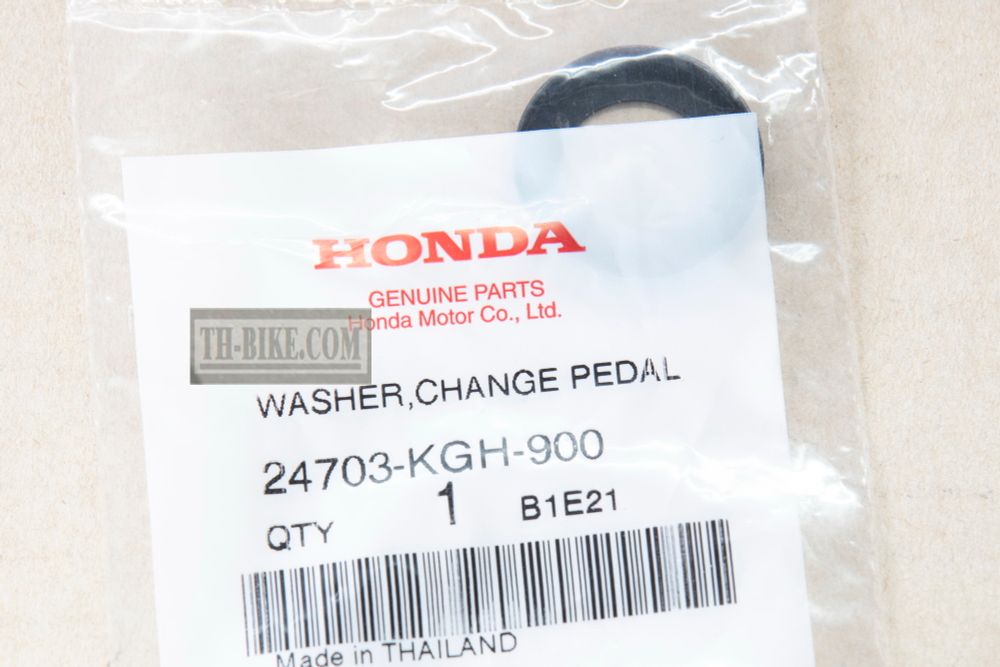 HONDA
GENUINE PARTS
Honda Motor Co., Ltd.
TH-BIKE.COM
WASHER,CHANGE PEDAL
24703-KGH-900
QTY 1 B1E21
Made in THAILAND